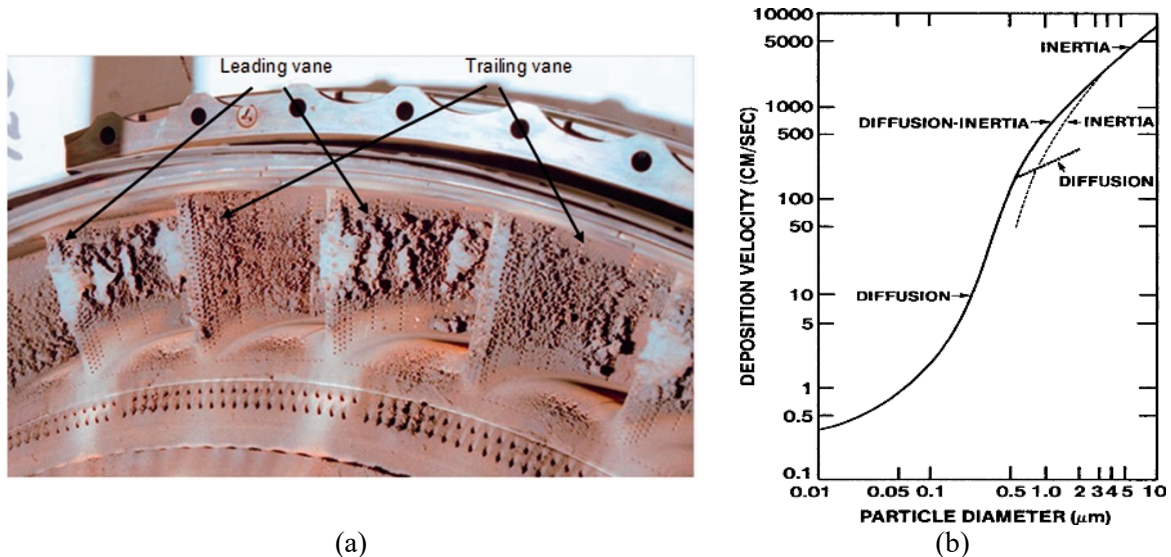 Leading vane Trailing vane
(a)
10000
5000
1000
500
100
50
10
5
1
0.5
0.1
DEPOSITION VELOCITY (CM/SEC)
INERTIA
DIFFUSION-INERTIA
INERTIA
DIFFUSION
DIFFUSION
0.01 0.05 0.1 0.5 1.0 2 3 4 5 10
PARTICLE DIAMETER (μm)
(b)